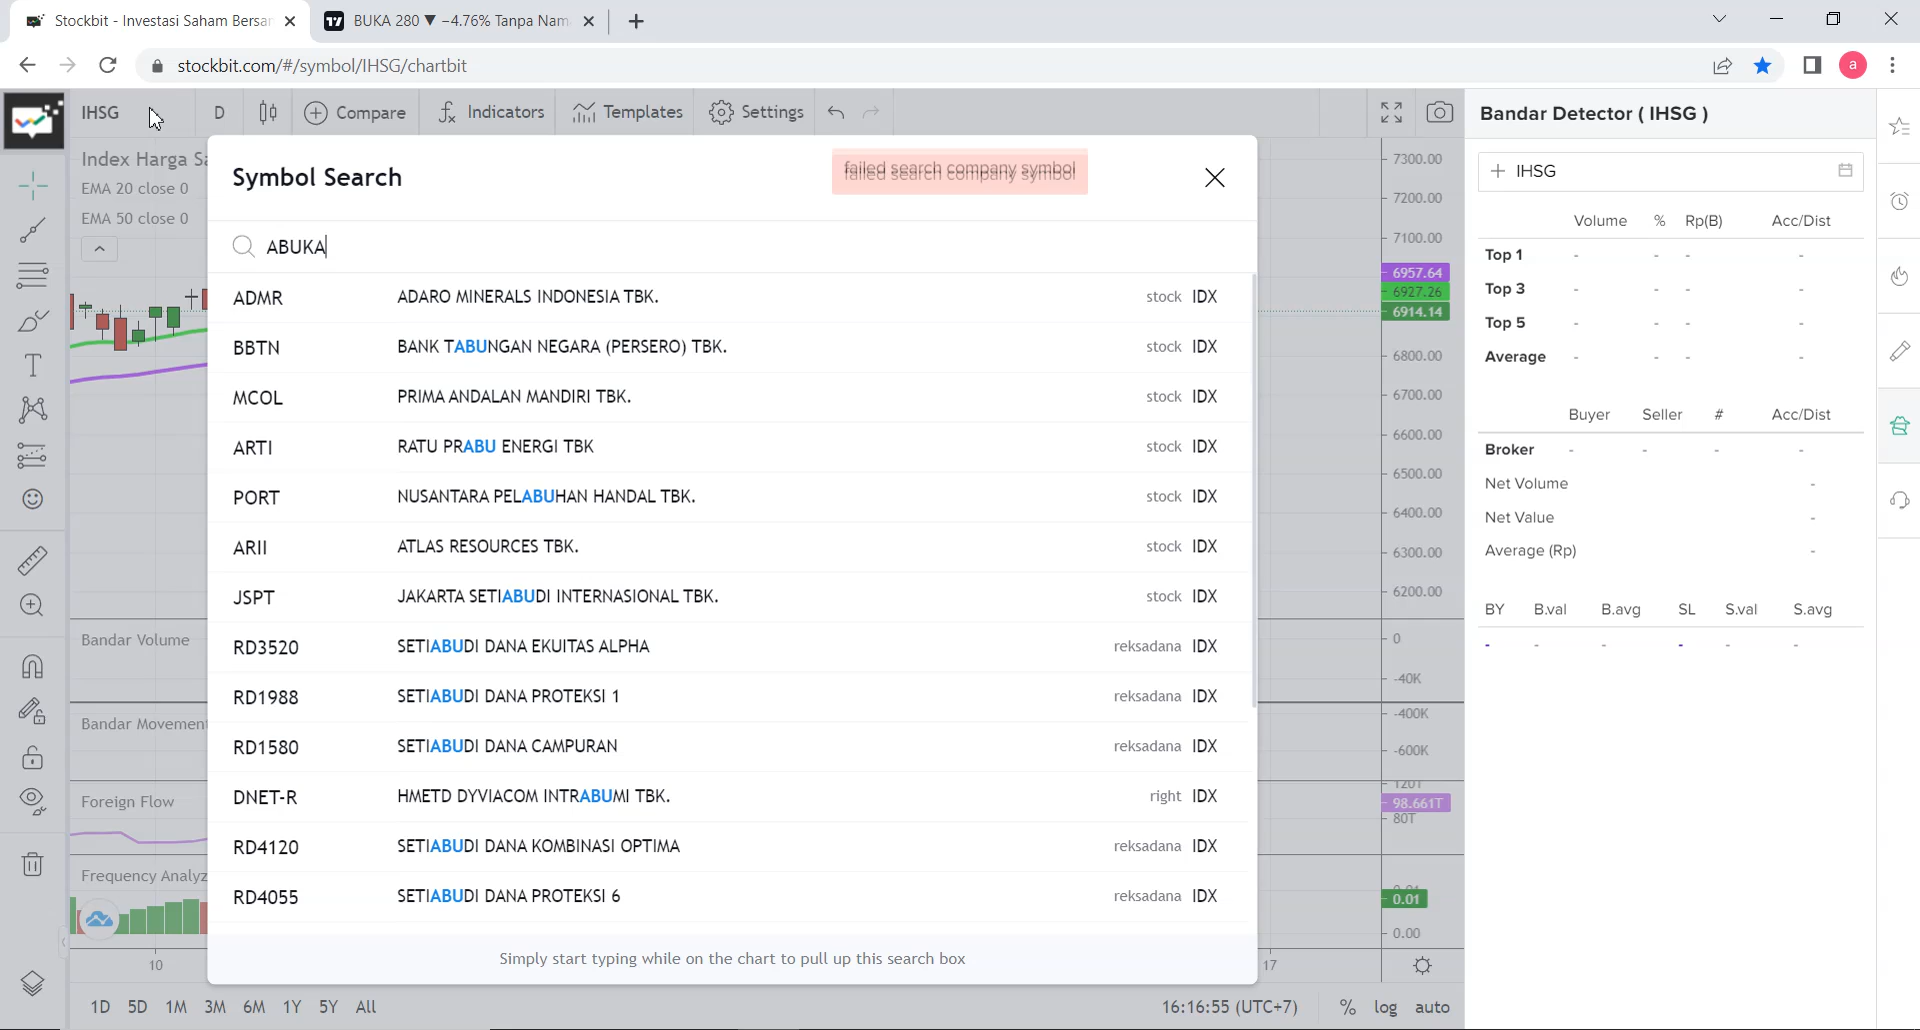 Stockbit - Investasi Saham Bersar
BUKA 280 ▼ −4.76% Tanpa Nam
stockbit.com/#/symbol/IHSG/chartbit
a
IHSG
D
Compare
Indicators
Templates
Settings
Index Harga Sa
EMA 20 close 0
EMA 50 close 0
Symbol Search
failed search company symbol
failed search company symbol
ABUKA
ADMR ADARO MINERALS INDONESIA TBK. stock IDX
BBTN BANK TABUNGAN NEGARA (PERSERO) TBK. stock IDX
MCOL PRIMA ANDALAN MANDIRI TBK. stock IDX
ARTI RATU PRABU ENERGI TBK stock IDX
PORT NUSANTARA PELABUHAN HANDAL TBK. stock IDX
ARII ATLAS RESOURCES TBK. stock IDX
JSPT JAKARTA SETIABUDI INTERNASIONAL TBK. stock IDX
RD3520 SETIABUDI DANA EKUITAS ALPHA reksadana IDX
RD1988 SETIABUDI DANA PROTEKSI 1 reksadana IDX
RD1580 SETIABUDI DANA CAMPURAN reksadana IDX
DNET-R HMETD DYVIACOM INTRABUMI TBK. right IDX
RD4120 SETIABUDI DANA KOMBINASI OPTIMA reksadana IDX
RD4055 SETIABUDI DANA PROTEKSI 6 reksadana IDX
Simply start typing while on the chart to pull up this search box
Bandar Volume
Bandar Movement
Foreign Flow
Frequency Analyz
10
17
7300.00
7200.00
7100.00
6957.64
6927.26
6914.14
6800.00
6700.00
6600.00
6500.00
6400.00
6300.00
6200.00
0
-40K
-400K
-600K
120T
98.661T
80T
0.01
0.00
1D 5D 1M 3M 6M 1Y 5Y All
16:16:55 (UTC+7)
% log auto
Bandar Detector ( IHSG )
IHSG
Volume % Rp(B) Acc/Dist
Top 1 - - - -
Top 3 - - - -
Top 5 - - - -
Average - - - -
Buyer Seller # Acc/Dist
Broker - - - -
Net Volume -
Net Value -
Average (Rp) -
BY B.val B.avg SL S.val S.avg
- - - - - -